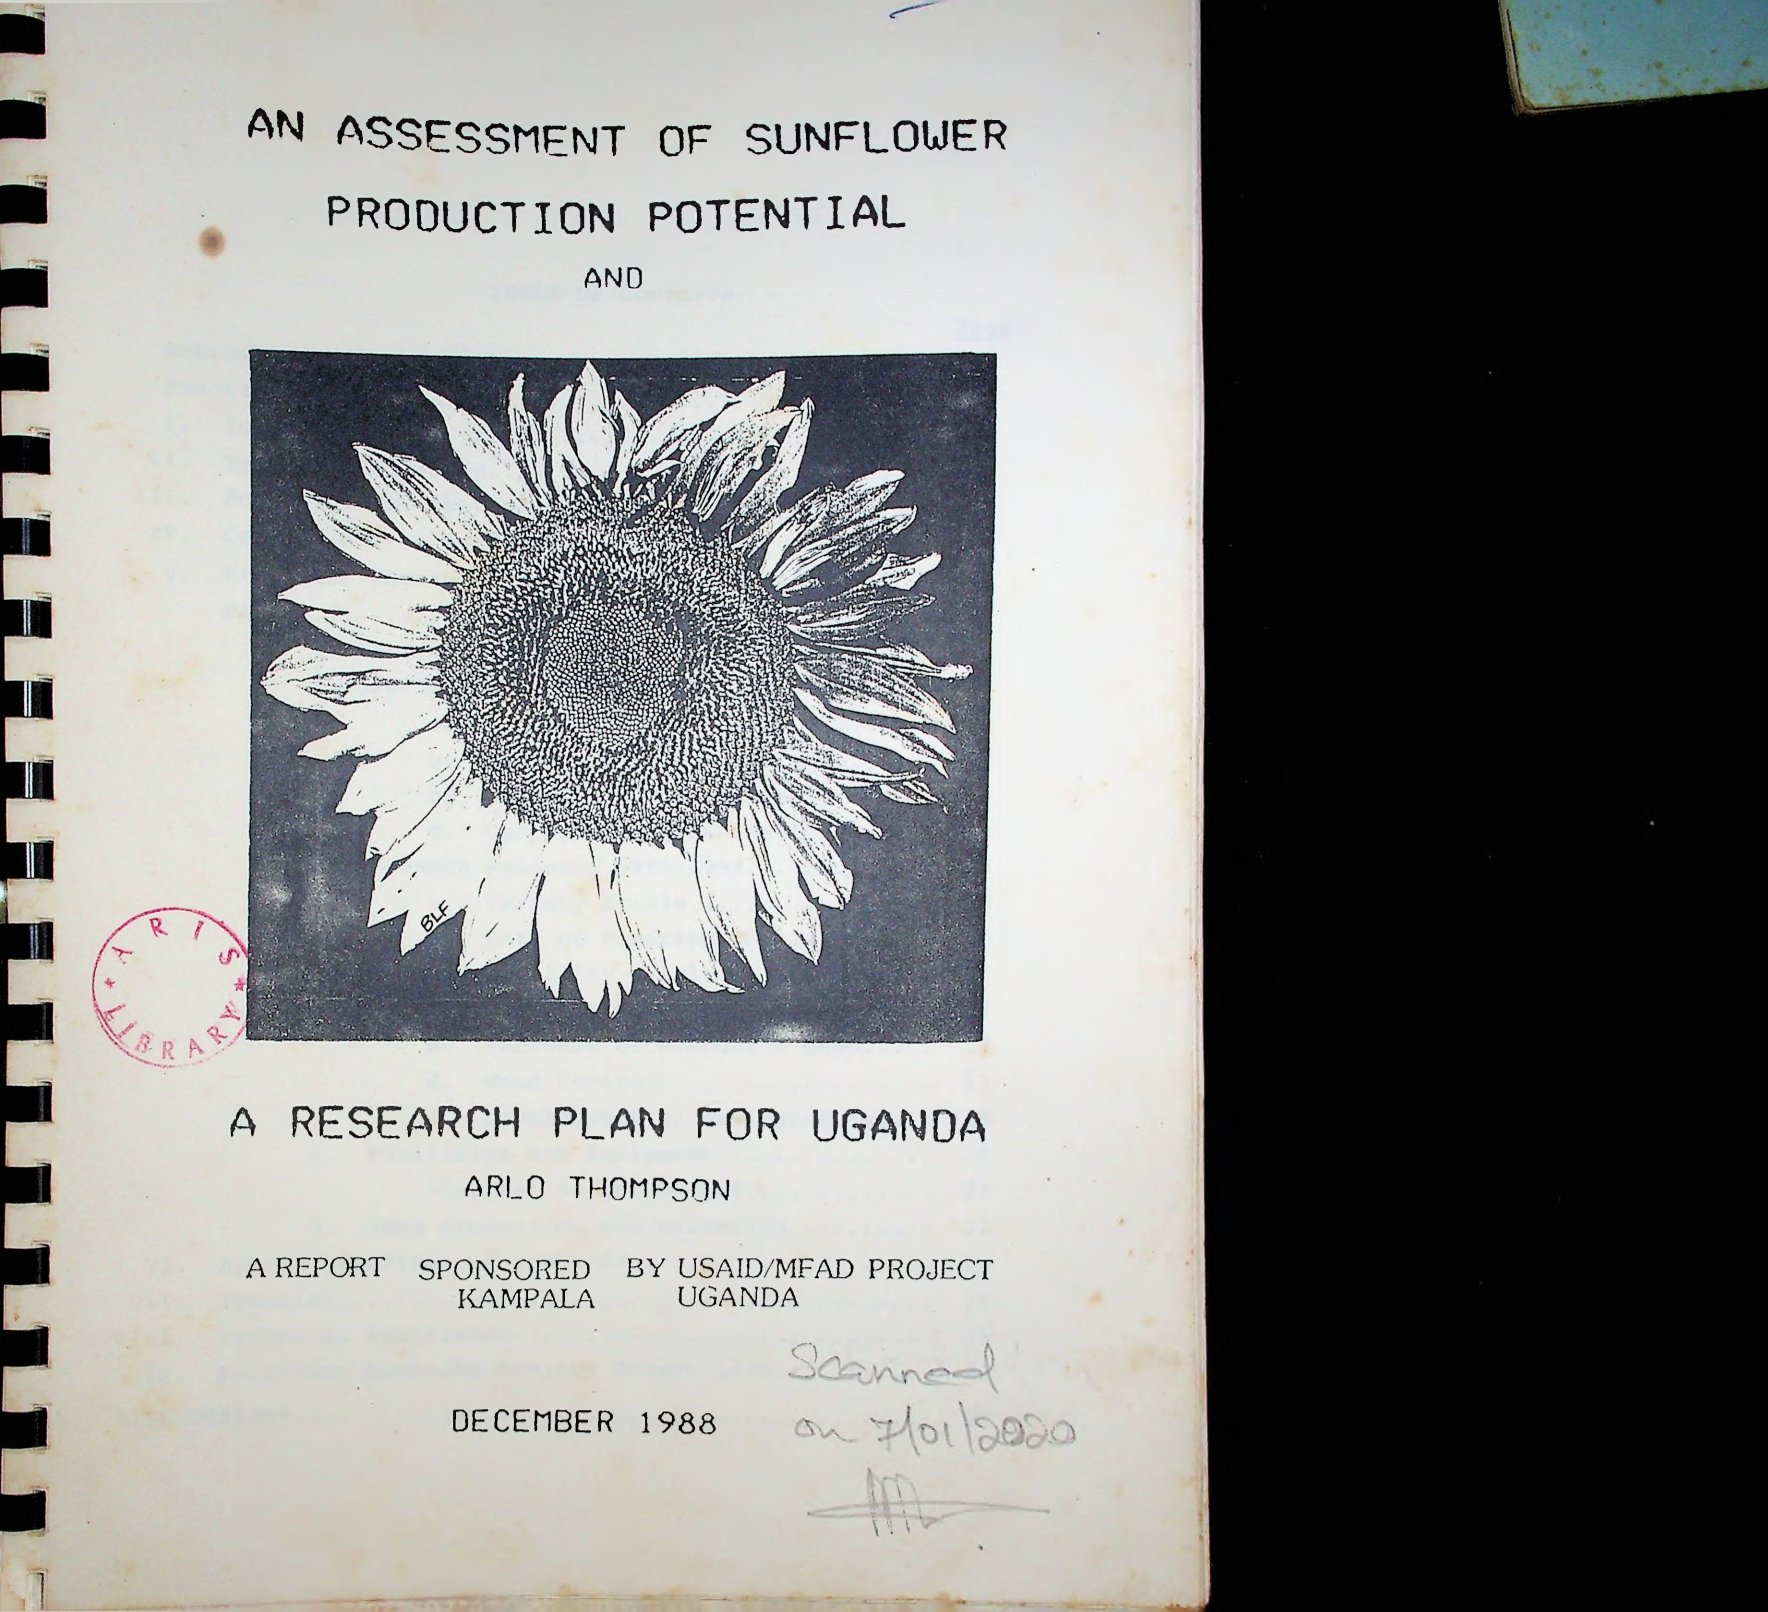 AN ASSESSMENT OF SUNFLOWER
PRODUCTION POTENTIAL
AND
BLF
ARIS
LIBRARY
A RESEARCH PLAN FOR UGANDA
ARLO THOMPSON
A REPORT SPONSORED BY USAID/MFAD PROJECT
KAMPALA UGANDA
Scanned
DECEMBER 1988
on 7/01/2020